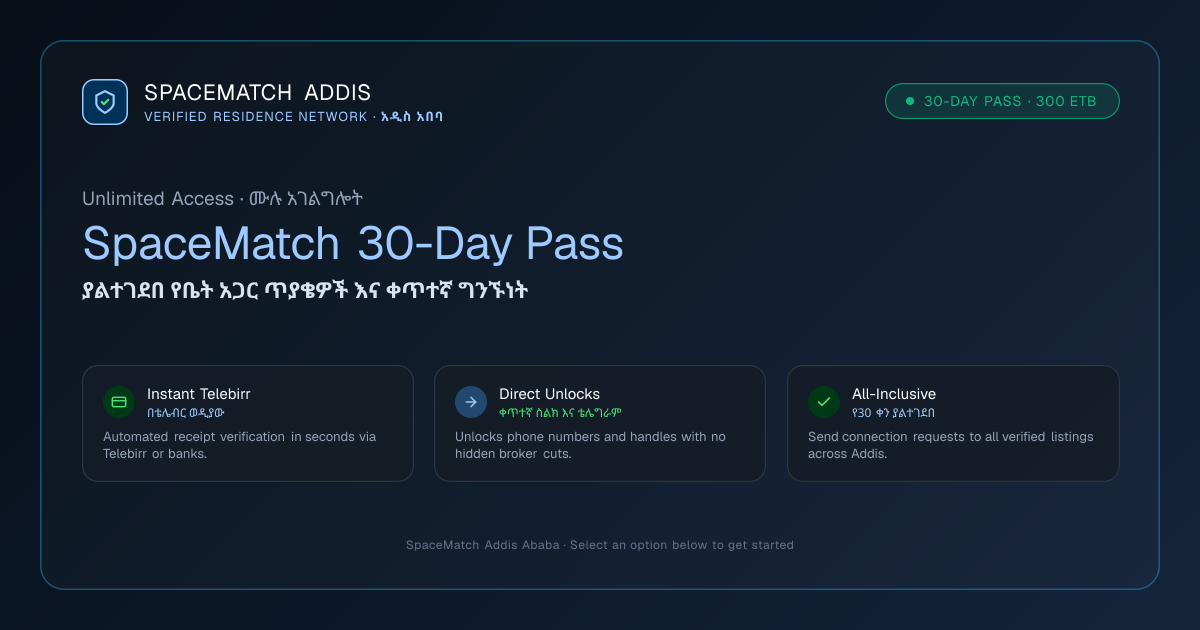 SPACEMATCH ADDIS
VERIFIED RESIDENCE NETWORK · አዲስ አበባ
30-DAY PASS · 300 ETB
Unlimited Access · ሙሉ አገልግሎት
SpaceMatch 30-Day Pass
ያልተገደበ የቤት አጋር ጥያቄዎች እና ቀጥተኛ ግንኙነት
Instant Telebirr
በቴሌብር ወዲያው
Automated receipt verification in seconds via
Telebirr or banks.
Direct Unlocks
ቀጥተኛ ስልክ እና ቴሌግራም
Unlocks phone numbers and handles with no
hidden broker cuts.
All-Inclusive
የ30 ቀን ያልተገደበ
Send connection requests to all verified listings
across Addis.
SpaceMatch Addis Ababa · Select an option below to get started